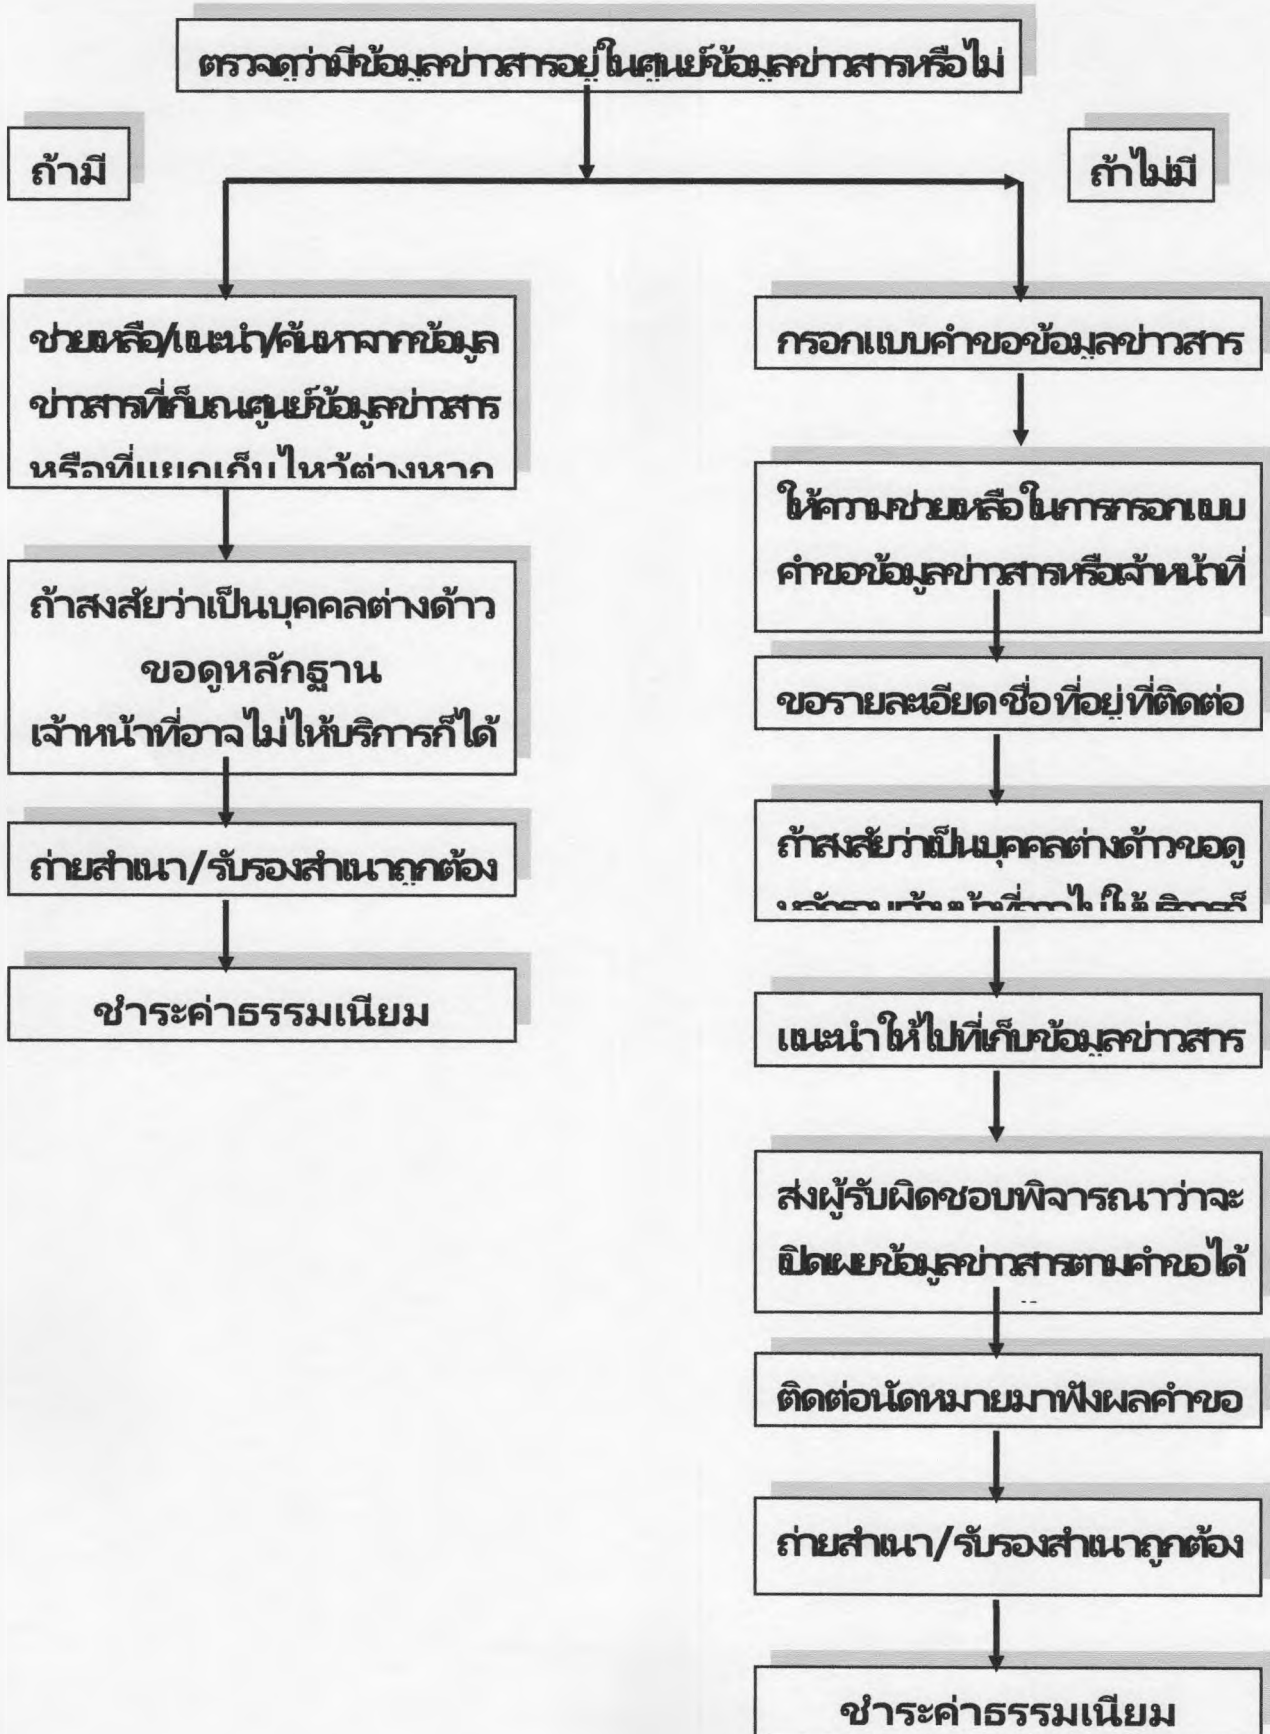 ตรวจดูว่ามีข้อมูลข่าวสารอยู่ในศูนย์ข้อมูลข่าวสารหรือไม่
ถ้ามี
ถ้าไม่มี
ช่วยเหลือ/แนะนำ/ค้นหาจากข้อมูล
ข่าวสารที่เก็บณศูนย์ข้อมูลข่าวสาร
หรือที่แยกเก็บไหว้ต่างหาก
ถ้าสงสัยว่าเป็นบุคคลต่างด้าว
ขอดูหลักฐาน
เจ้าหน้าที่อาจไม่ให้บริการก็ได้
ถ่ายสำเนา/รับรองสำเนาถูกต้อง
ชำระค่าธรรมเนียม
กรอกแบบคำขอข้อมูลข่าวสาร
ให้ความช่วยเหลือในการกรอกแบบ
คำขอข้อมูลข่าวสารหรือเจ้าหน้าที่
ขอรายละเอียด ชื่อ ที่อยู่ ที่ติดต่อ
ถ้าสงสัยว่าเป็นบุคคลต่างด้าวขอดู
แนะนำให้ไปที่เก็บข้อมูลข่าวสาร
ส่งผู้รับผิดชอบพิจารณาว่าจะ
เปิดเผยข้อมูลข่าวสารตามคำขอได้
ติดต่อนัดหมายมาฟังผลคำขอ
ถ่ายสำเนา/รับรองสำเนาถูกต้อง
ชำระค่าธรรมเนียม